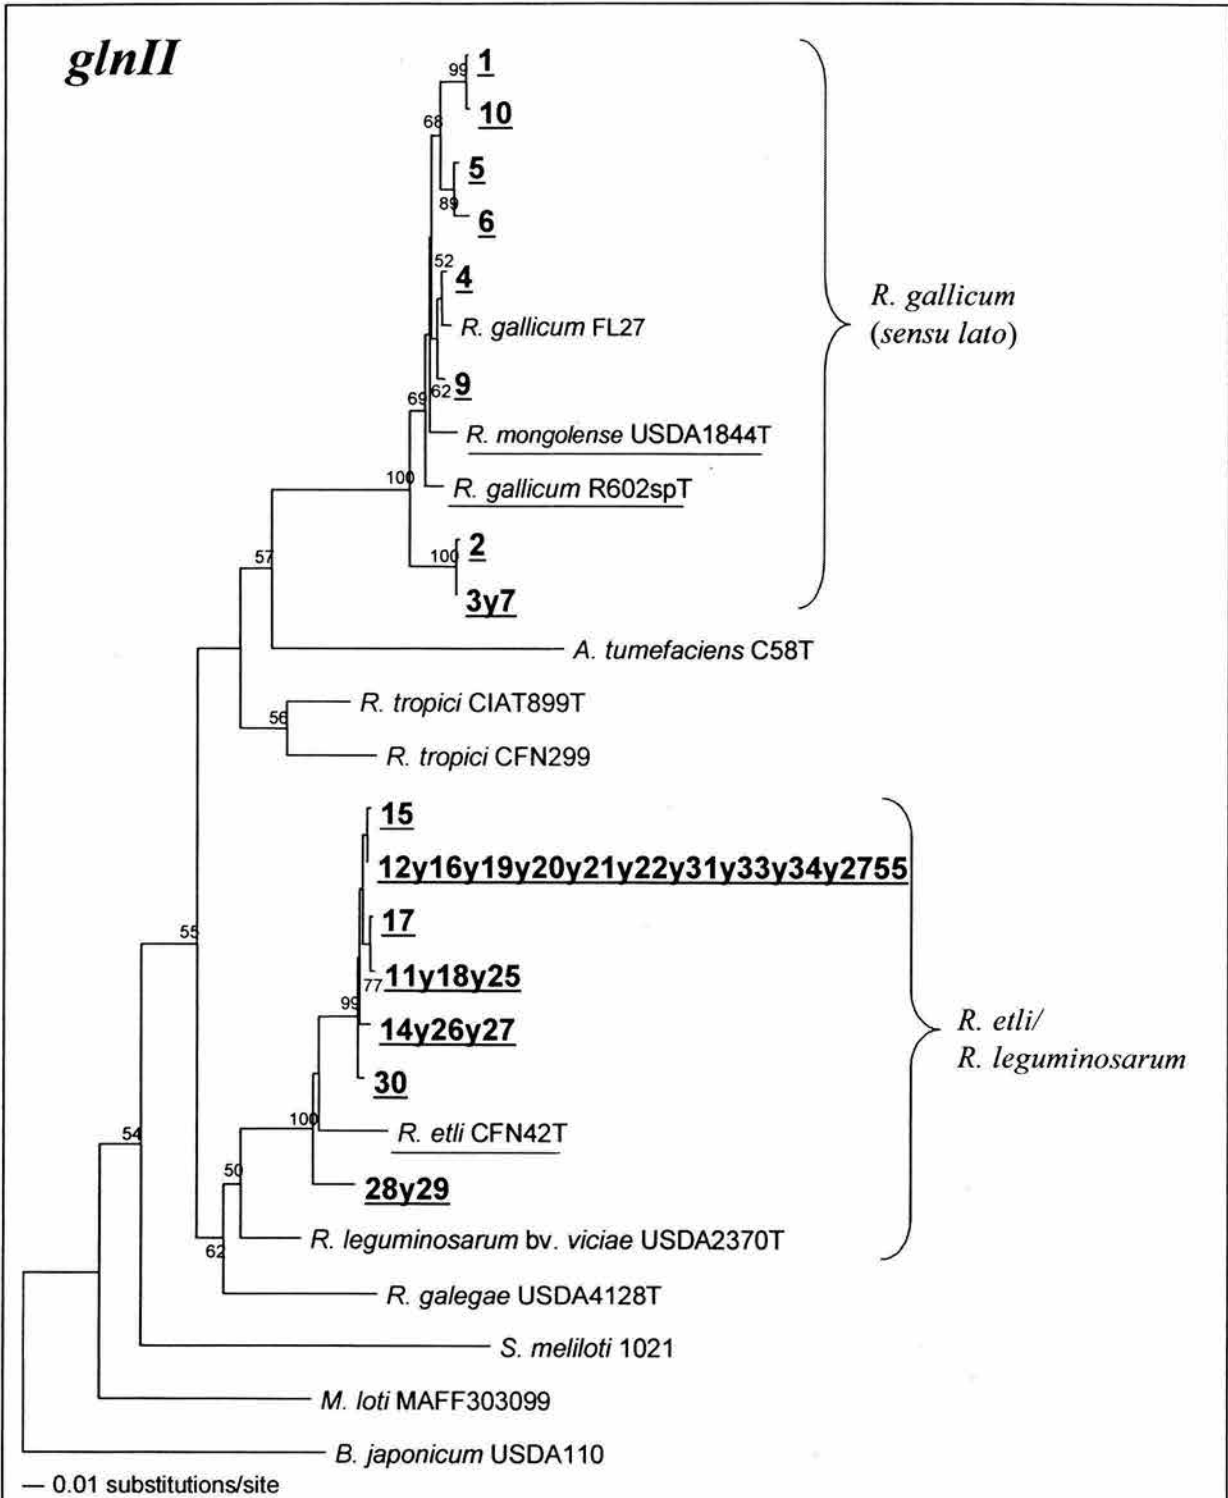 glnII
99
1
10
68
5
89
6
52
4
R. gallicum FL27
9
62
69
R. mongolense USDA1844T
100
R. gallicum R602spT
100
2
3y7
R. gallicum
(sensu lato)
57
A. tumefaciens C58T
R. tropici CIAT899T
56
R. tropici CFN299
15
12y16y19y20y21y22y31y33y34y2755
17
55
11y18y25
77
99
14y26y27
30
R. etli/
R. leguminosarum
100
R. etli CFN42T
54
50
28y29
R. leguminosarum bv. viciae USDA2370T
62
R. galegae USDA4128T
S. meliloti 1021
M. loti MAFF303099
B. japonicum USDA110
0.01 substitutions/site